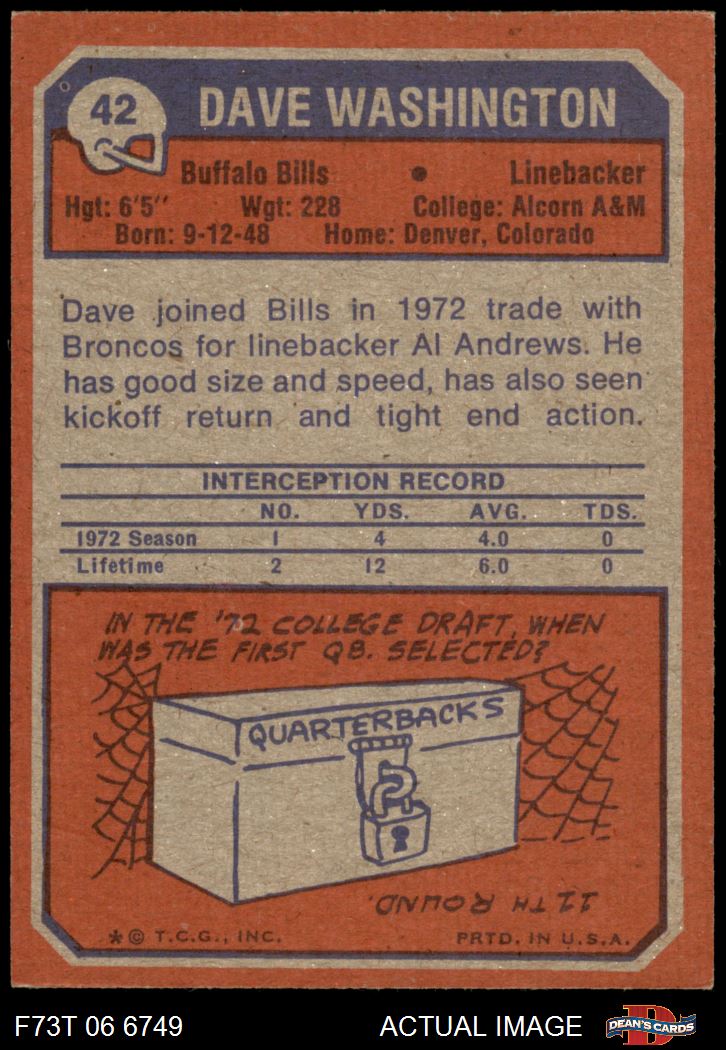 42 DAVE WASHINGTON
Buffalo Bills • Linebacker
Hgt: 6'5" Wgt: 228 College: Alcorn A&M
Born: 9-12-48 Home: Denver, Colorado
Dave joined Bills in 1972 trade with
Broncos for linebacker Al Andrews. He
has good size and speed, has also seen
kickoff return and tight end action.
INTERCEPTION RECORD
NO. YDS. AVG. TDS.
1972 Season 1 4 4.0 0
Lifetime 2 12 6.0 0
IN THE '72 COLLEGE DRAFT, WHEN
WAS THE FIRST QB. SELECTED?
QUARTERBACKS
11TH ROUND.
* © T.C.G., INC. PRTD. IN U.S.A.
F73T 06 6749 ACTUAL IMAGE DEAN'S CARDS